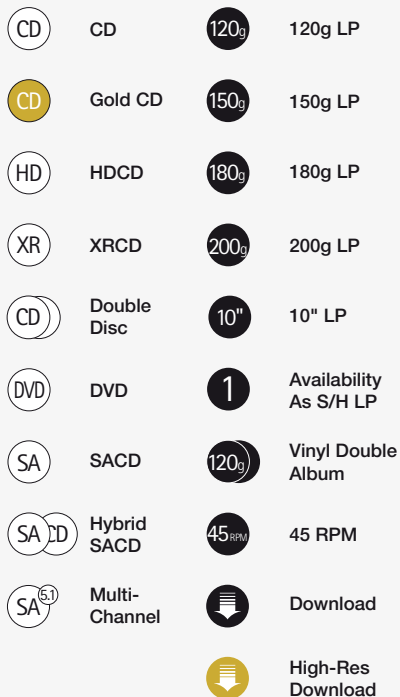 CD CD 120g 120g LP
CD Gold CD 150g 150g LP
HD HDCD 180g 180g LP
XR XRCD 200g 200g LP
CD Double
Disc
10" 10" LP
DVD DVD 1 Availability
As S/H LP
SA SACD 120g Vinyl Double
Album
SA CD Hybrid
SACD
45RPM 45 RPM
SA 5.1 Multi-
Channel
Download
High-Res
Download